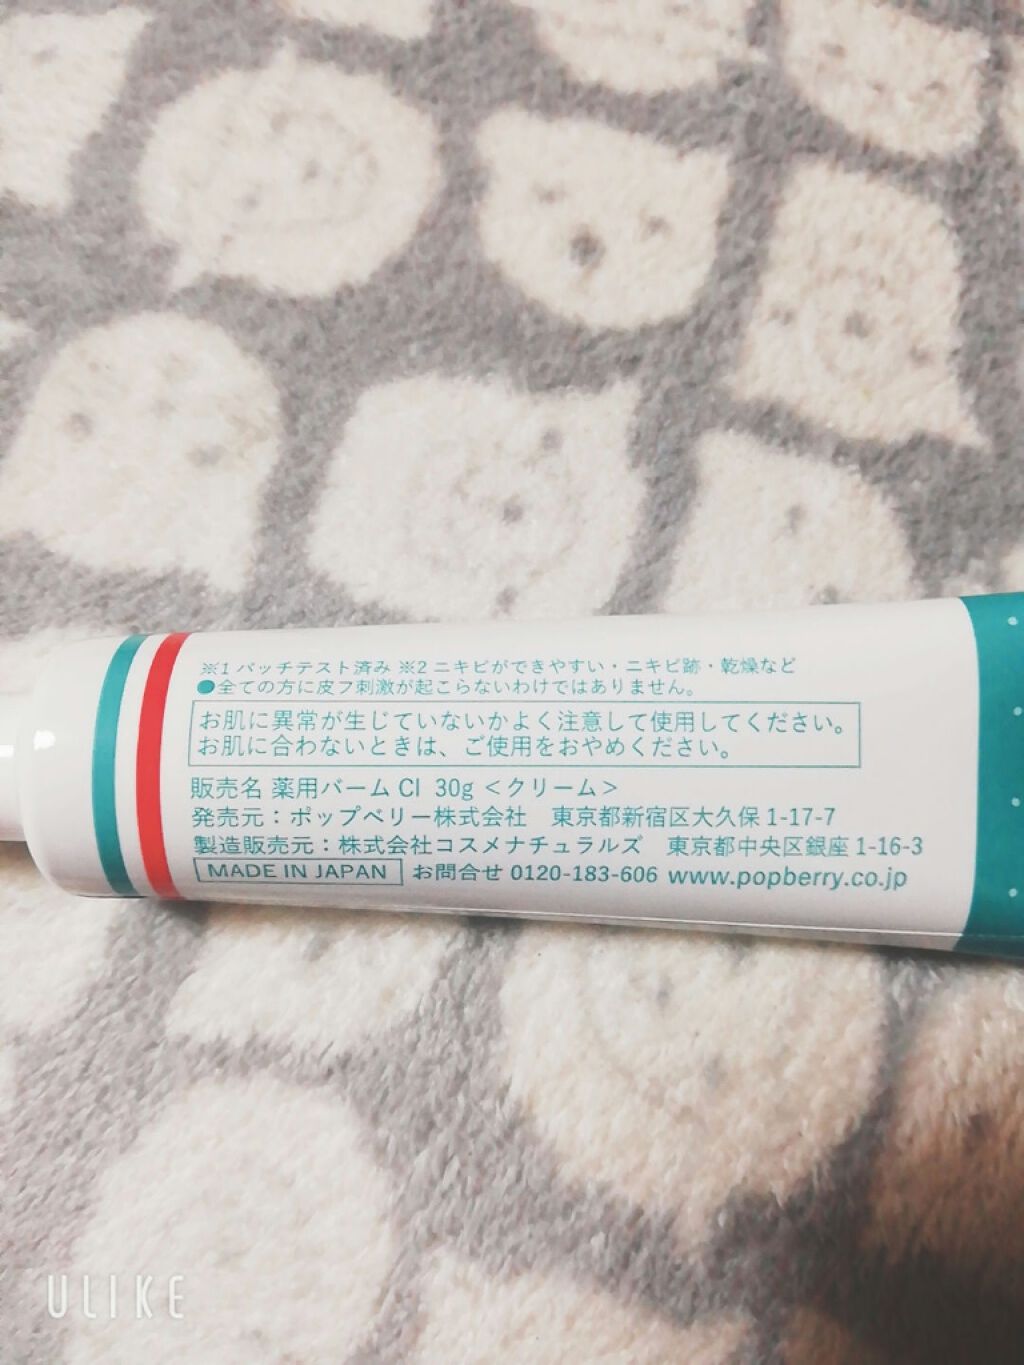 ※1 パッチテスト済み ※2 ニキビができやすい・ニキビ跡・乾燥など
●全ての方に皮フ刺激が起こらないわけではありません。
お肌に異常が生じていないかよく注意して使用してください。
お肌に合わないときは、ご使用をおやめください。
販売名 薬用バーム CI 30g <クリーム>
発売元：ポップベリー株式会社　東京都新宿区大久保 1-17-7
製造販売元：株式会社コスメナチュラルズ　東京都中央区銀座 1-16-3
MADE IN JAPAN お問合せ 0120-183-606 www.popberry.co.jp
ULIKE